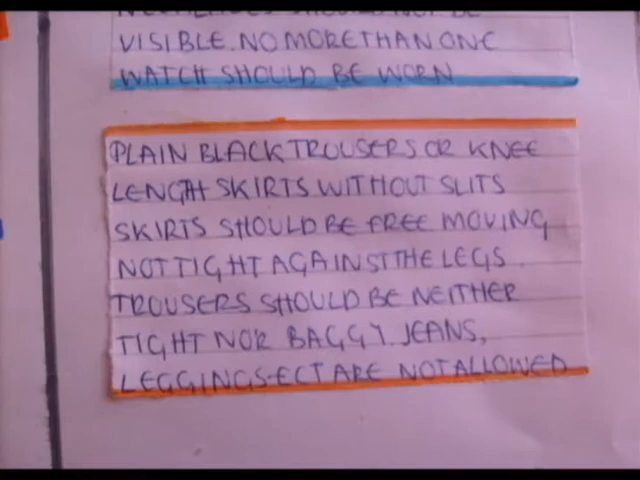 VISIBLE. NO MORE THAN ONE
WATCH SHOULD BE WORN
PLAIN BLACK TROUSERS OR KNEE
LENGTH SKIRTS WITHOUT SLITS
SKIRTS SHOULD BE FREE MOVING
NOT TIGHT AGAINST THE LEGS.
TROUSERS SHOULD BE NEITHER
TIGHT NOR BAGGY. JEANS,
LEGGINGS-ECT ARE NOT ALLOWED